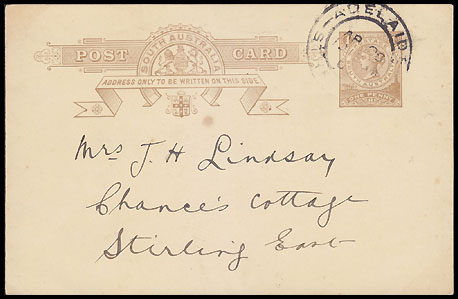 SOUTH AUSTRALIA
POST CARD
ADDRESS ONLY TO BE WRITTEN ON THIS SIDE
ADELAIDE
Mrs J. H Lindsay
Chance's Cottage
Stirling East